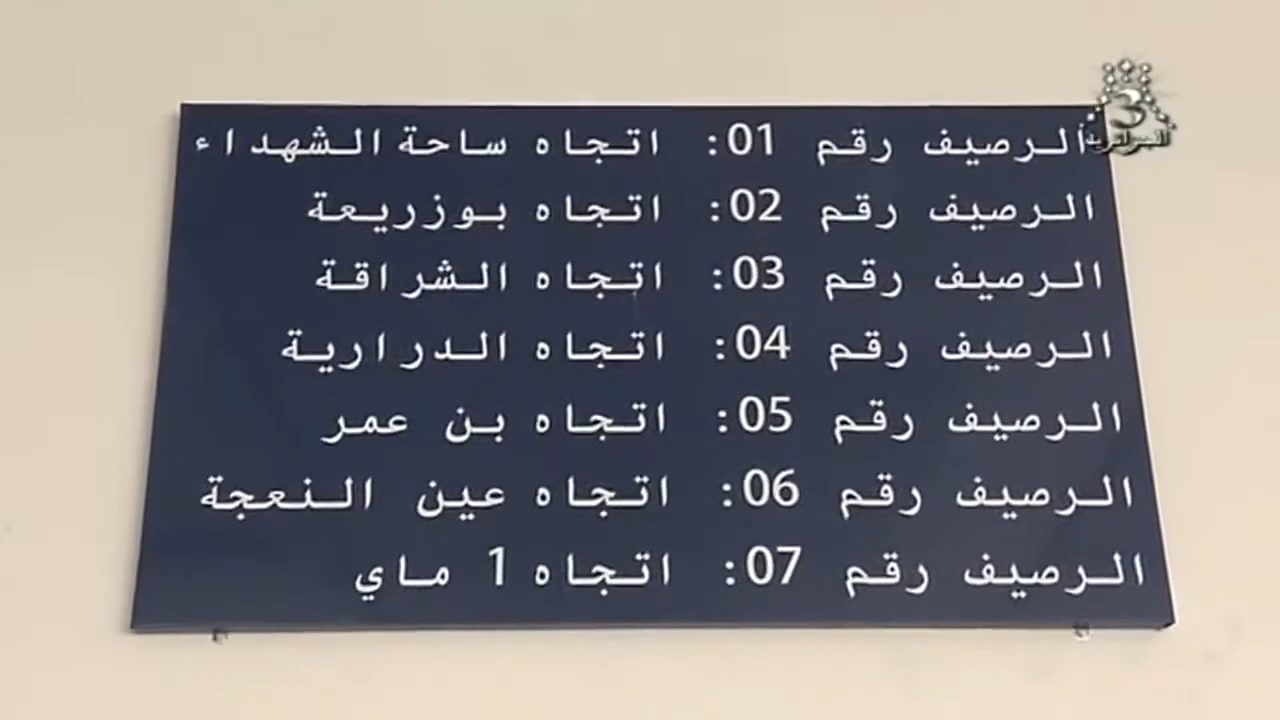 الرصيف رقم 01: اتجاه ساحة الشهداء
الرصيف رقم 02: اتجاه بوزريعة
الرصيف رقم 03: اتجاه الشراقة
الرصيف رقم 04: اتجاه الدرارية
الرصيف رقم 05: اتجاه بن عمر
الرصيف رقم 06: اتجاه عين النعجة
الرصيف رقم 07: اتجاه 1 ماي
3
الجزائرية